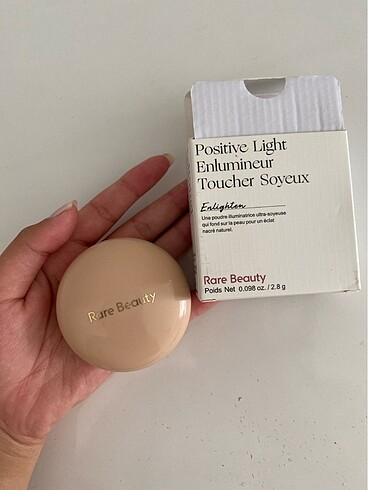 Positive Light
Enlumineur
Toucher Soyeux
Enlighten
Une poudre illuminatrice ultra-soyeuse
qui fond sur la peau pour un éclat
nacré naturel.
Rare Beauty
Poids Net 0.098 oz. / 2.8 g
Rare Beauty